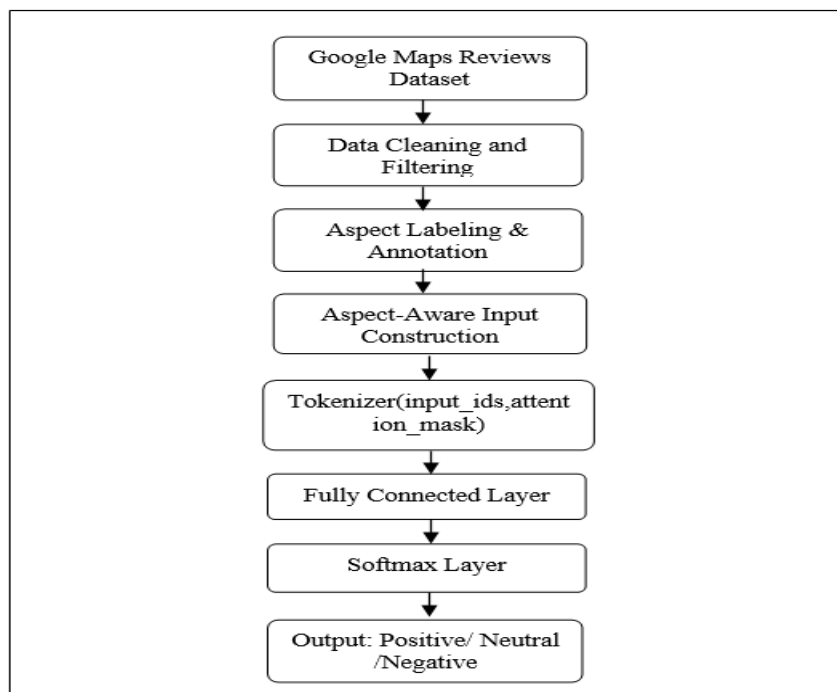 Google Maps Reviews
Dataset
Data Cleaning and
Filtering
Aspect Labeling &
Annotation
Aspect-Aware Input
Construction
Tokenizer(input_ids,attent
ion_mask)
Fully Connected Layer
Softmax Layer
Output: Positive/ Neutral
/Negative